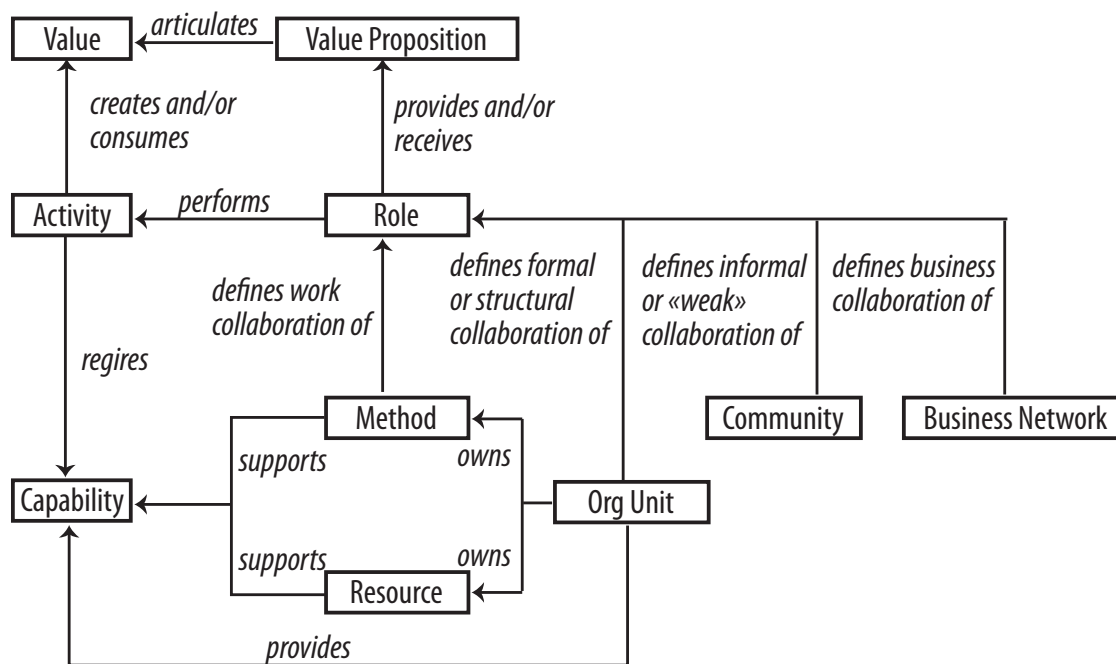 Value
articulates
Value Proposition
creates and/or
consumes
provides and/or
receives
Activity
performs
Role
defines work
collaboration of
defines formal
or structural
collaboration of
defines informal
or «weak»
collaboration of
defines business
collaboration of
regires
Method
Community
Business Network
supports
owns
Capability
Org Unit
supports
owns
Resource
provides